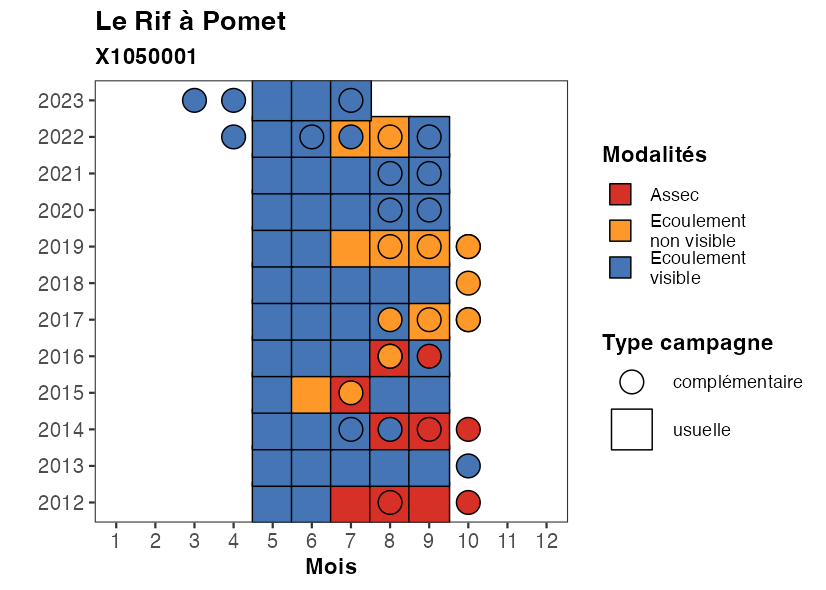 Le Rif à Pomet
X1050001
2023
2022
2021
2020
2019
2018
2017
2016
2015
2014
2013
2012
1 2 3 4 5 6 7 8 9 10 11 12
Mois
Modalités
Assec
Ecoulement
non visible
Ecoulement
visible
Type campagne
complémentaire
usuelle